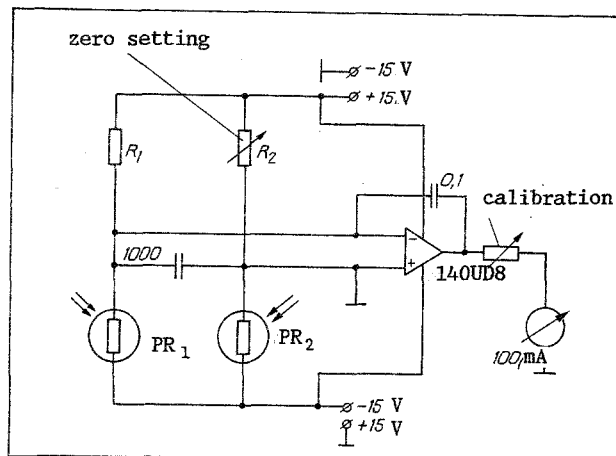 zero setting
-15 V
+15 V
R1
R2
0,1
calibration
1000
-
+
140UD8
PR1
PR2
100 mA
-15 V
+15 V